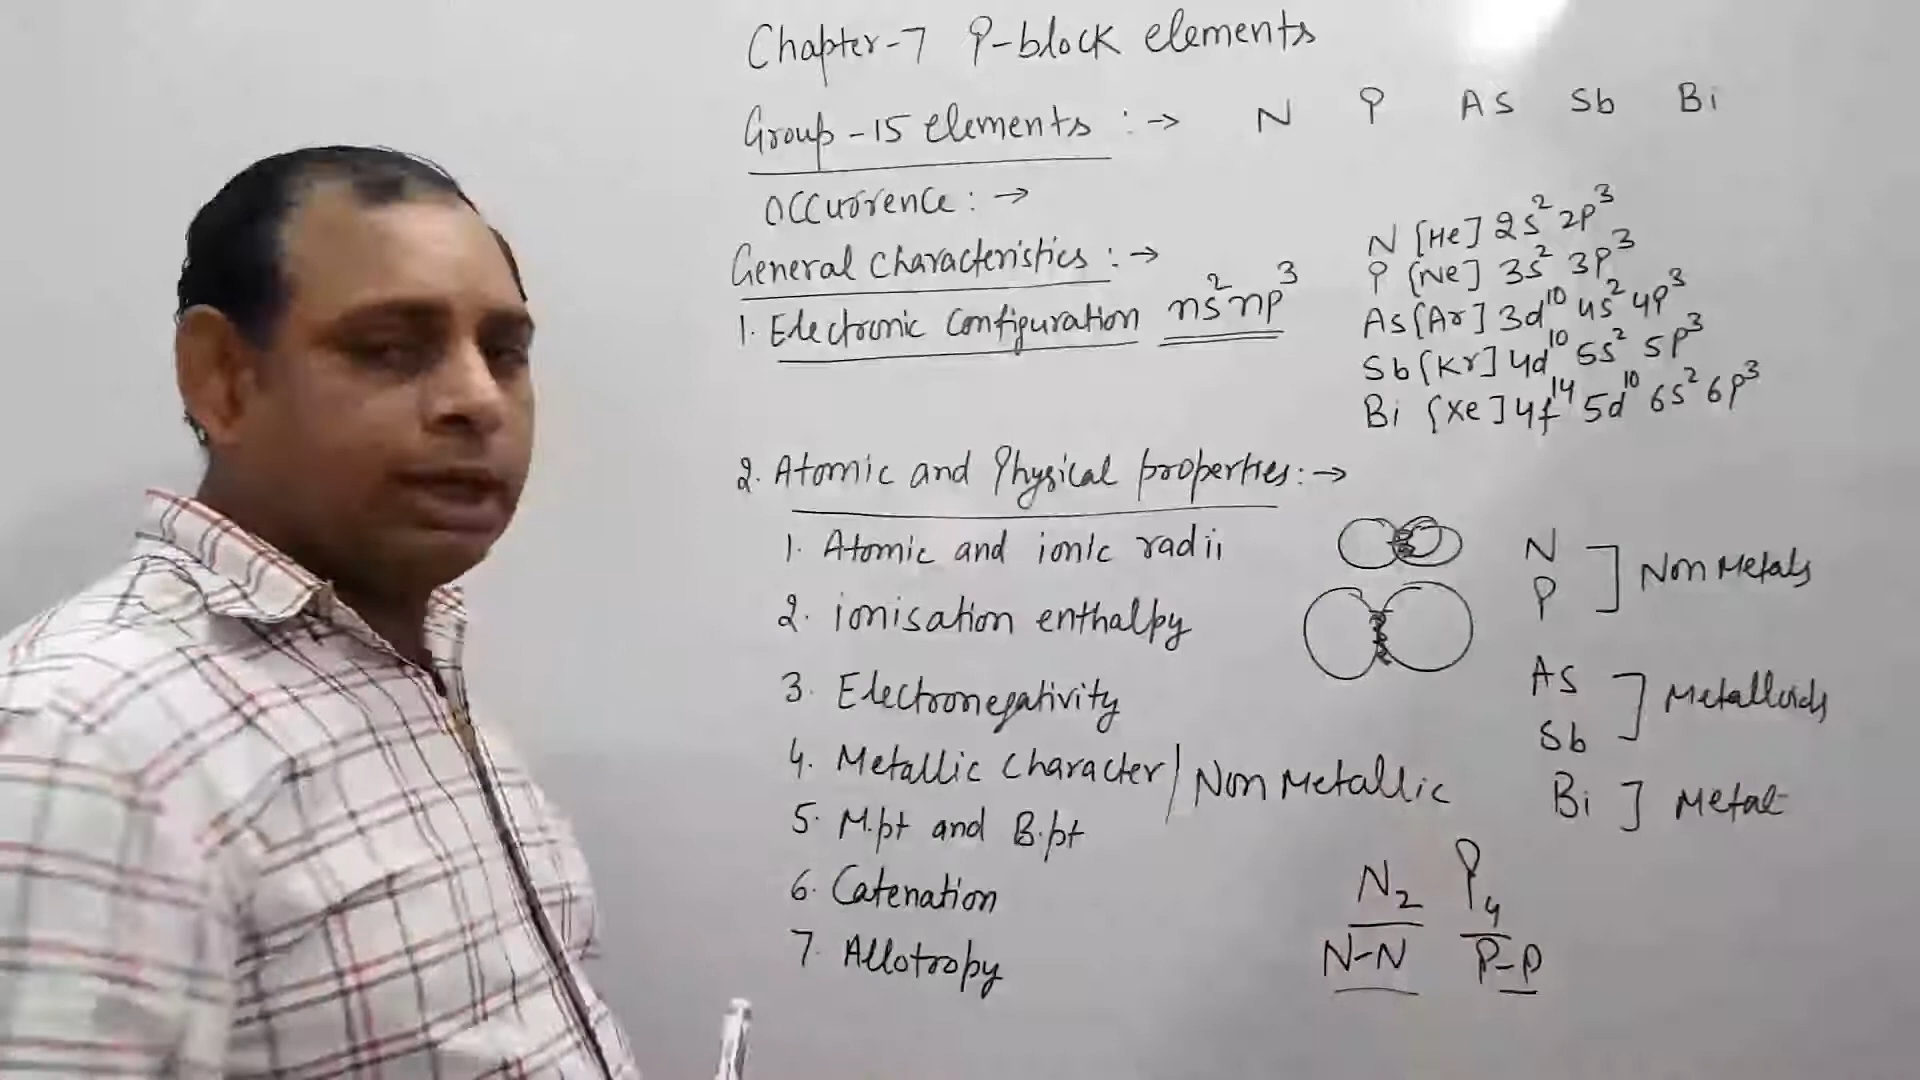 Chapter-7 P-block elements
Group-15 elements :→ N P As Sb Bi
Occurrence :→
General Characteristics :→
1. Electronic Configuration ns² np³
N [He] 2s² 2p³
P [Ne] 3s² 3p³
As [Ar] 3d¹⁰ 4s² 4p³
Sb [Kr] 4d¹⁰ 5s² 5p³
Bi [Xe] 4f¹⁴ 5d¹⁰ 6s² 6p³
2. Atomic and Physical properties :→
1. Atomic and ionic radii
2. ionisation enthalpy
3. Electronegativity
4. Metallic Character / Non Metallic
5. M.pt and B.pt
6. Catenation
7. Allotropy
N
P ] Non Metals
As
Sb ] Metalloids
Bi ] Metal
N₂ P₄
N-N P-P